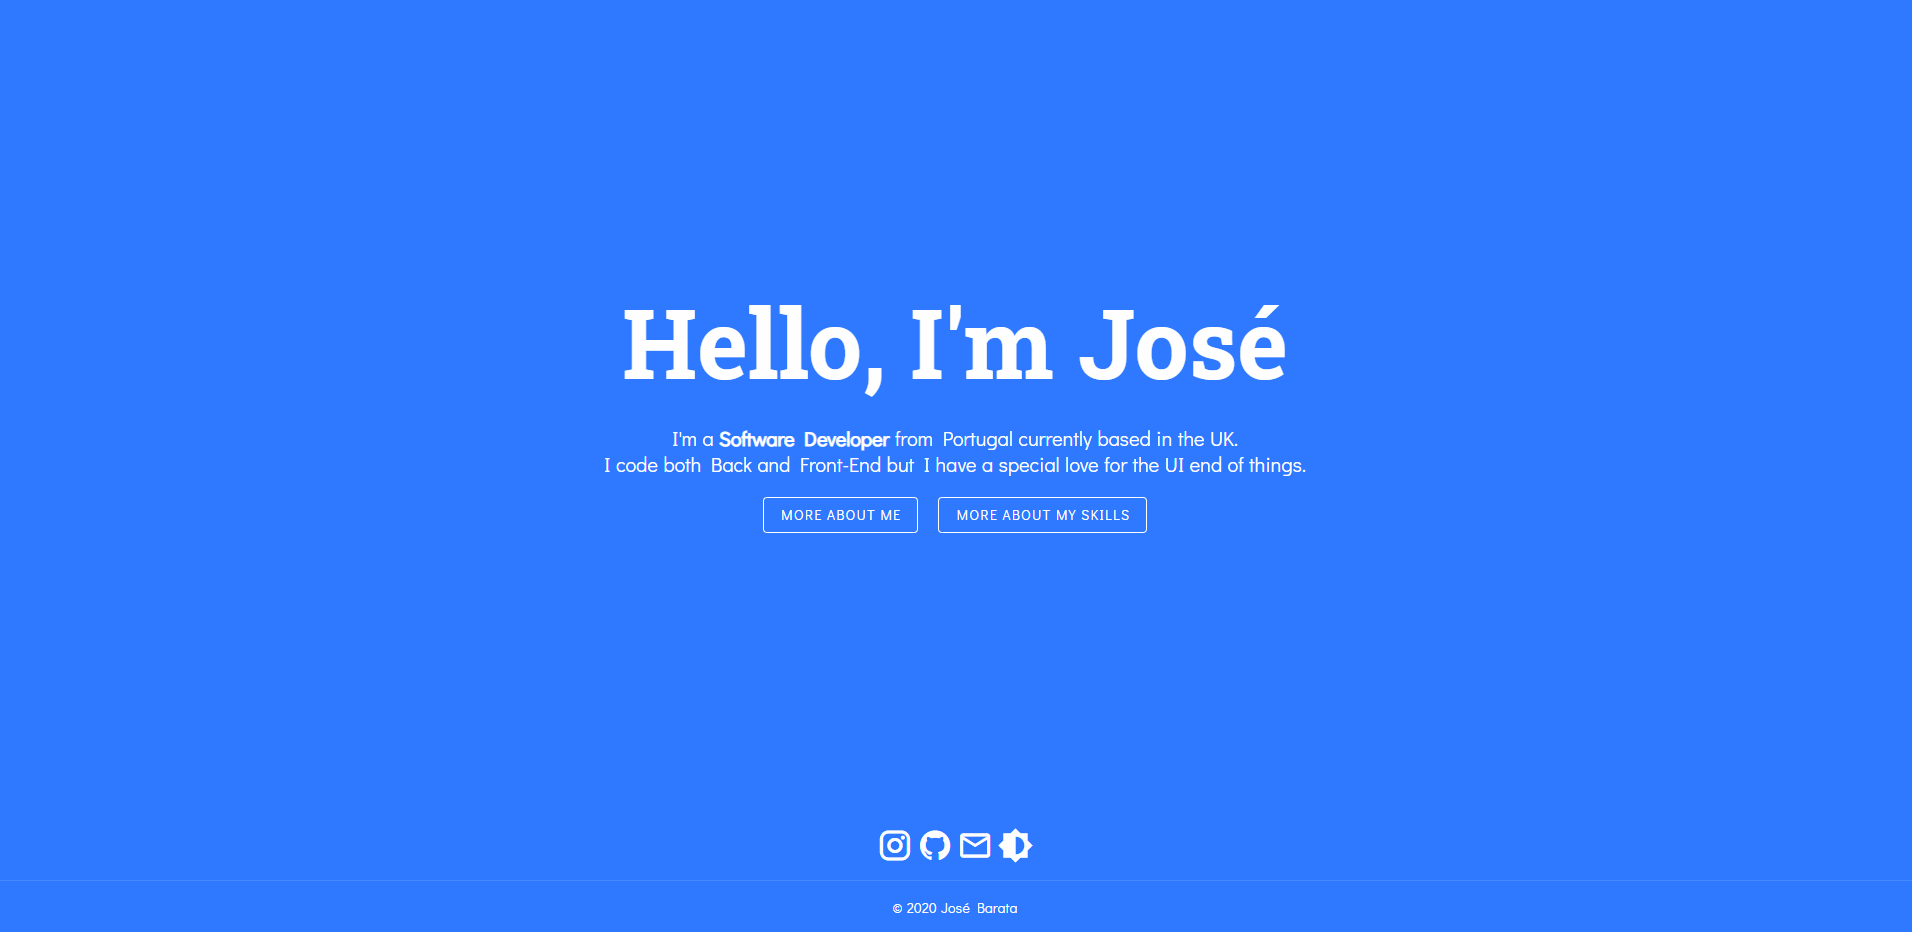 Hello, I'm José
I'm a Software Developer from Portugal currently based in the UK.
I code both Back and Front-End but I have a special love for the UI end of things.
MORE ABOUT ME MORE ABOUT MY SKILLS
© 2020 José Barata